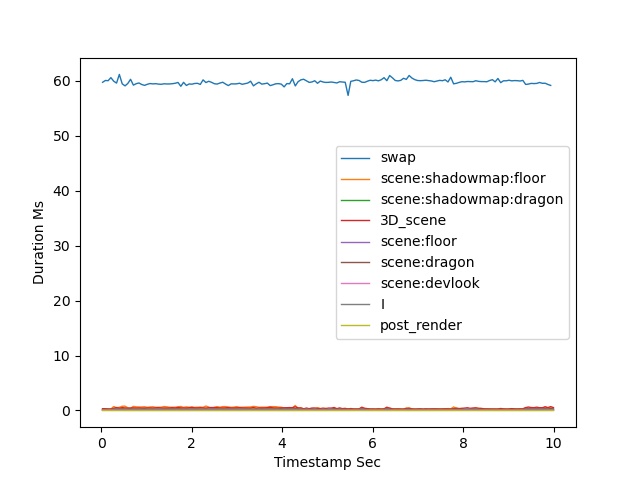 60
50
40
30
20
10
0
Duration Ms
swap
scene:shadowmap:floor
scene:shadowmap:dragon
3D_scene
scene:floor
scene:dragon
scene:devlook
I
post_render
0 2 4 6 8 10
Timestamp Sec